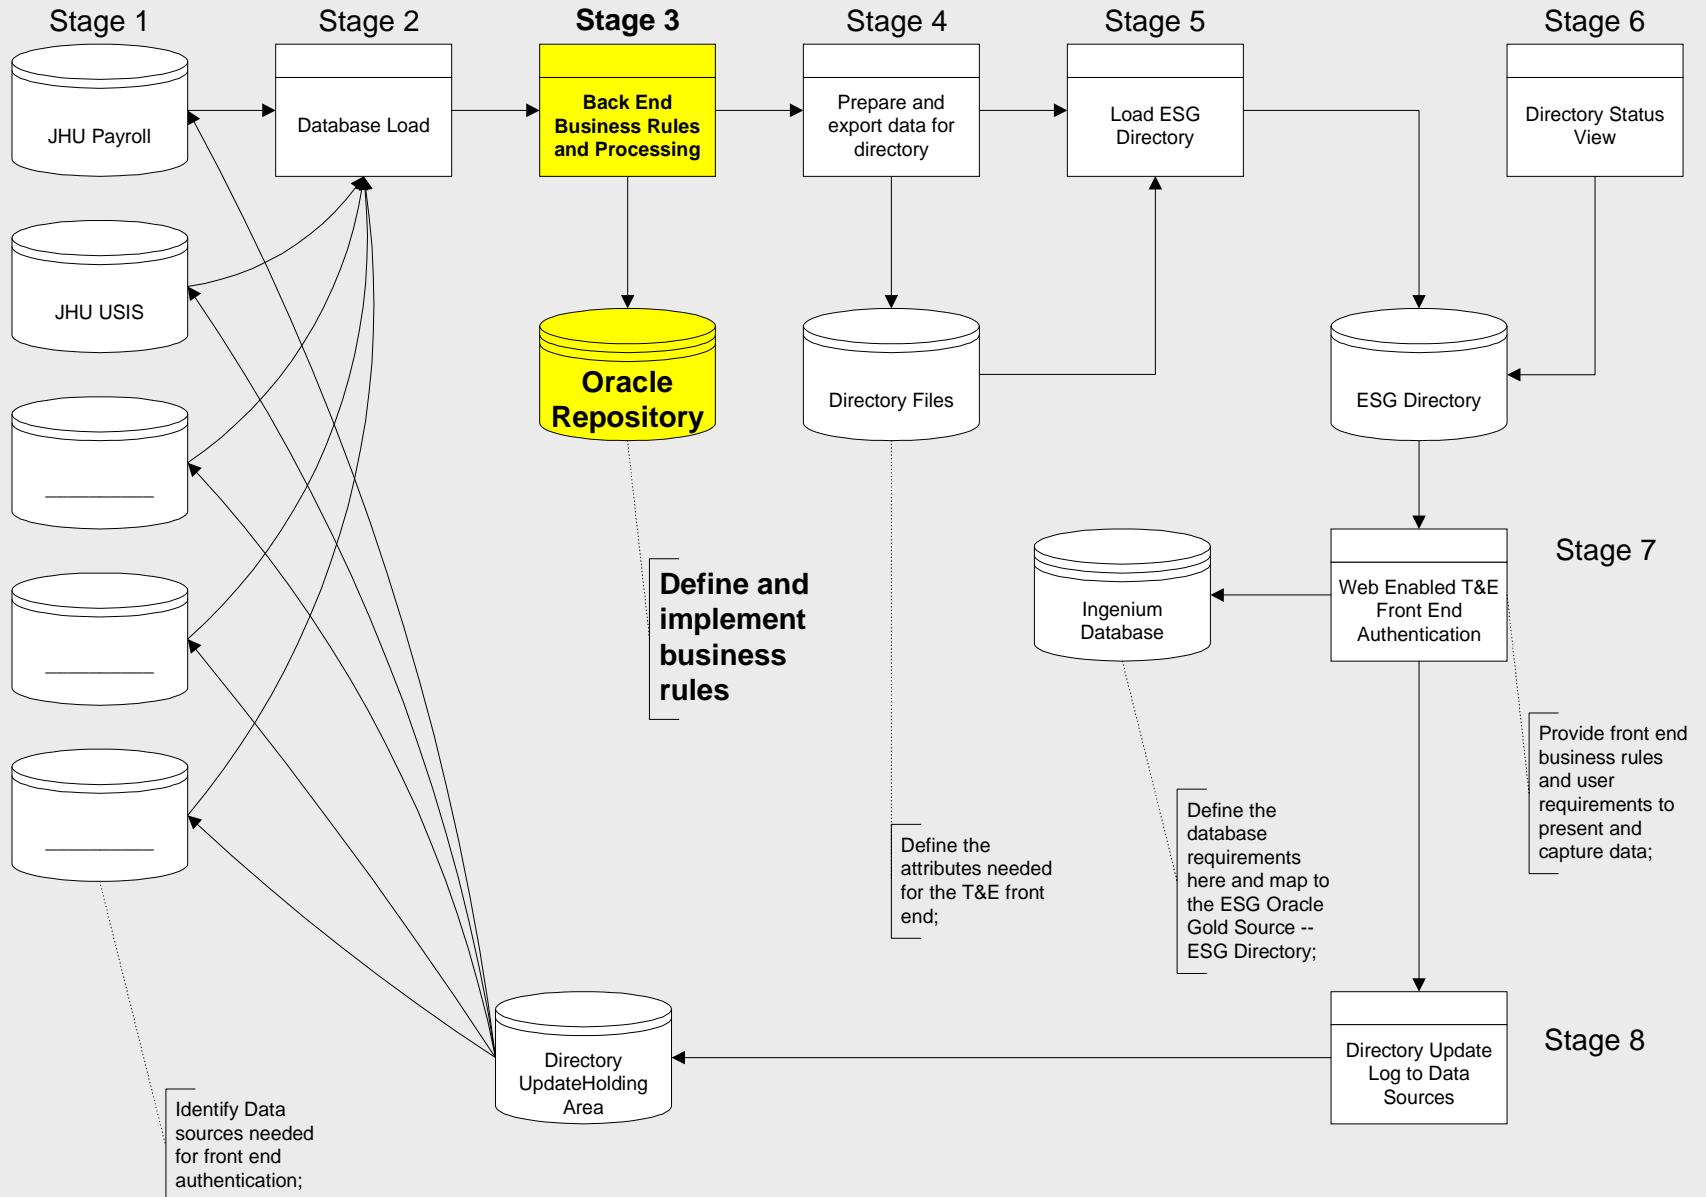 Stage 1
Stage 2
Stage 3
Stage 4
Stage 5
Stage 6
JHU Payroll
Database Load
Back End
Business Rules
and Processing
Prepare and
export data for
directory
Load ESG
Directory
Directory Status
View
JHU USIS
Oracle
Repository
Directory Files
ESG Directory
___________
Define and
implement
business
rules
Ingenium
Database
Web Enabled T&E
Front End
Authentication
Stage 7
___________
___________
Define the
attributes needed
for the T&E front
end;
Define the
database
requirements
here and map to
the ESG Oracle
Gold Source --
ESG Directory;
Provide front end
business rules
and user
requirements to
present and
capture data;
Directory
UpdateHolding
Area
Directory Update
Log to Data
Sources
Stage 8
Identify Data
sources needed
for front end
authentication;